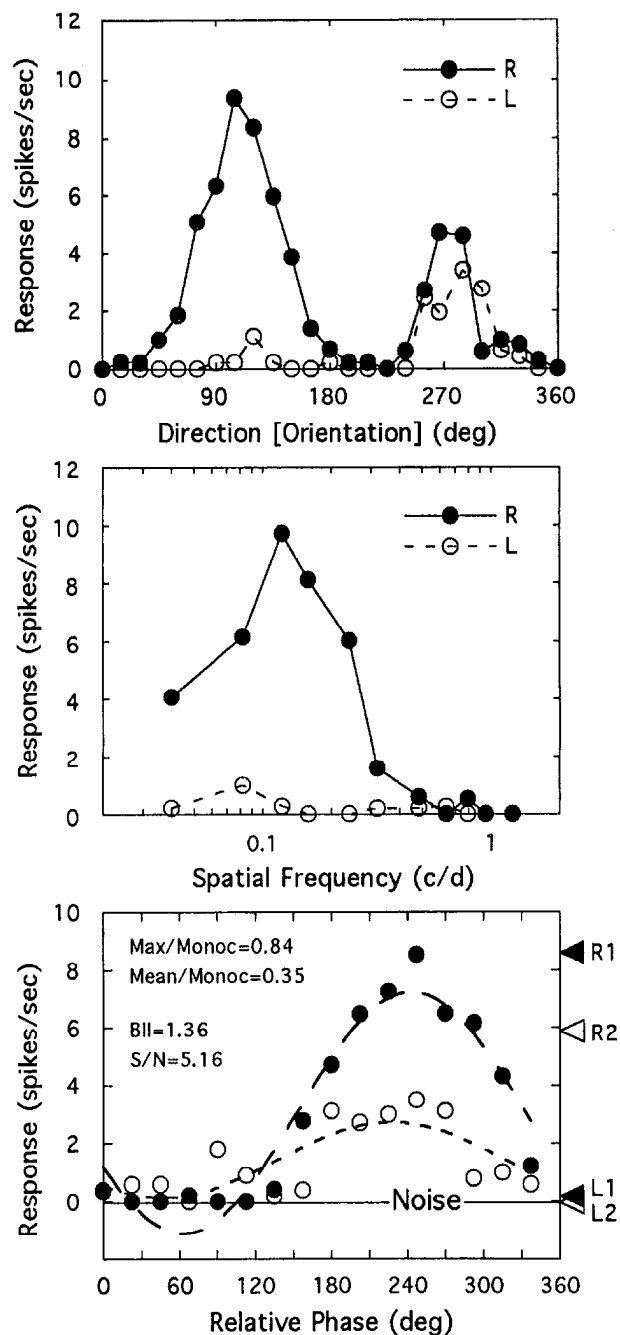 12
10
8
6
4
2
0
Response (spikes/sec)
R
L
0 90 180 270 360
Direction [Orientation] (deg)
12
10
8
6
4
2
0
Response (spikes/sec)
R
L
0.1 1
Spatial Frequency (c/d)
10
8
6
4
2
0
Response (spikes/sec)
Max/Monoc=0.84
Mean/Monoc=0.35
BII=1.36
S/N=5.16
R1
R2
L1
L2
Noise
0 60 120 180 240 300 360
Relative Phase (deg)